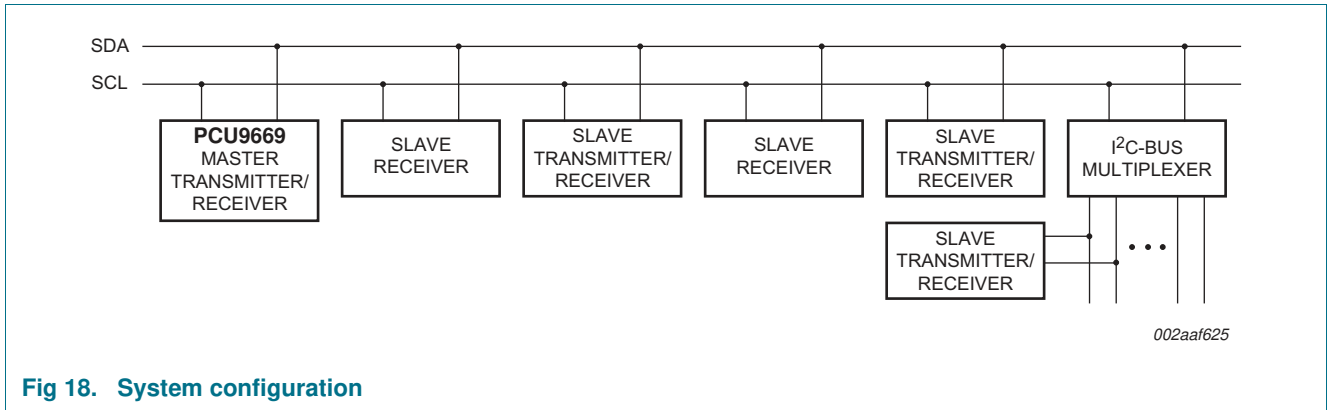 SDA
SCL
PCU9669
MASTER
TRANSMITTER/
RECEIVER
SLAVE
RECEIVER
SLAVE
TRANSMITTER/
RECEIVER
SLAVE
RECEIVER
SLAVE
TRANSMITTER/
RECEIVER
I²C-BUS
MULTIPLEXER
SLAVE
TRANSMITTER/
RECEIVER
002aaf625
Fig 18. System configuration